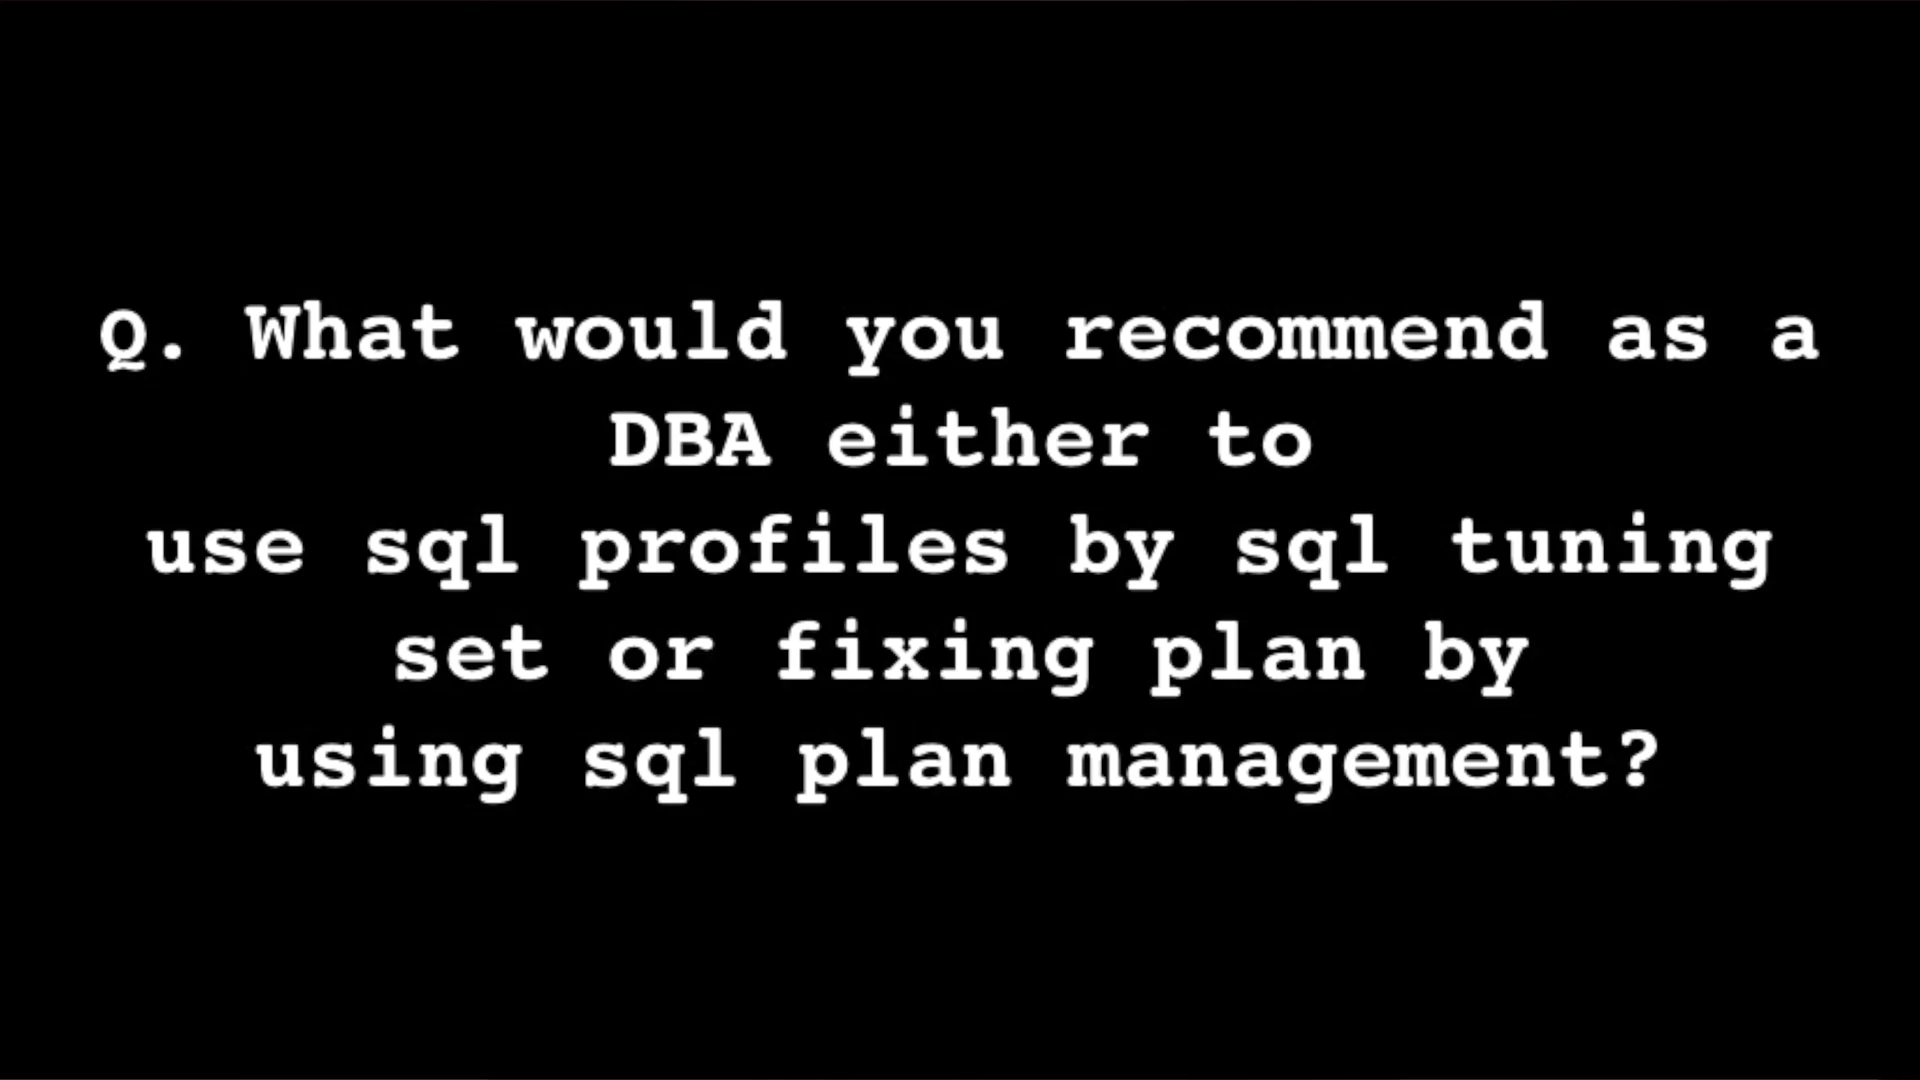 Q. What would you recommend as a
DBA either to
use sql profiles by sql tuning
set or fixing plan by
using sql plan management?